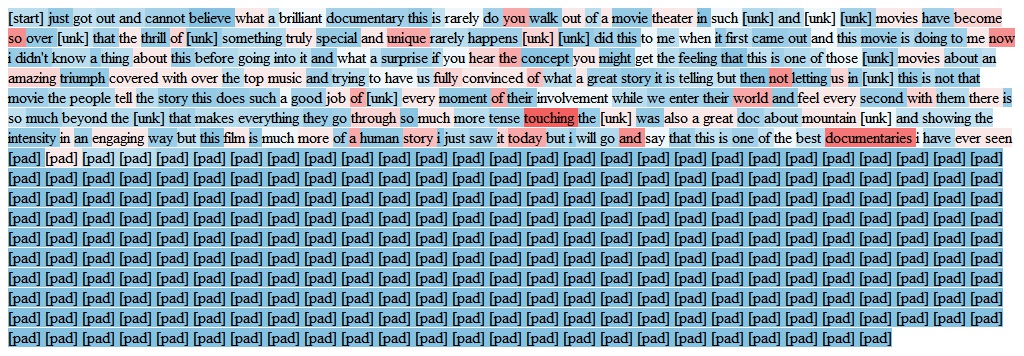 [start] just got out and cannot believe what a brilliant documentary this is rarely do you walk out of a movie theater in such [unk] and [unk] [unk] movies have become
so over [unk] that the thrill of [unk] something truly special and unique rarely happens [unk] [unk] did this to me when it first came out and this movie is doing to me now
i didn't know a thing about this before going into it and what a surprise if you hear the concept you might get the feeling that this is one of those [unk] movies about an
amazing triumph covered with over the top music and trying to have us fully convinced of what a great story it is telling but then not letting us in [unk] this is not that
movie the people tell the story this does such a good job of [unk] every moment of their involvement while we enter their world and feel every second with them there is
so much beyond the [unk] that makes everything they go through so much more tense touching the [unk] was also a great doc about mountain [unk] and showing the
intensity in an engaging way but this film is much more of a human story i just saw it today but i will go and say that this is one of the best documentaries i have ever seen
[pad] [pad] [pad] [pad] [pad] [pad] [pad] [pad] [pad] [pad] [pad] [pad] [pad] [pad] [pad] [pad] [pad] [pad] [pad] [pad] [pad] [pad] [pad] [pad] [pad] [pad] [pad]
[pad] [pad] [pad] [pad] [pad] [pad] [pad] [pad] [pad] [pad] [pad] [pad] [pad] [pad] [pad] [pad] [pad] [pad] [pad] [pad] [pad] [pad] [pad] [pad] [pad] [pad] [pad]
[pad] [pad] [pad] [pad] [pad] [pad] [pad] [pad] [pad] [pad] [pad] [pad] [pad] [pad] [pad] [pad] [pad] [pad] [pad] [pad] [pad] [pad] [pad] [pad] [pad] [pad] [pad]
[pad] [pad] [pad] [pad] [pad] [pad] [pad] [pad] [pad] [pad] [pad] [pad] [pad] [pad] [pad] [pad] [pad] [pad] [pad] [pad] [pad] [pad] [pad] [pad] [pad] [pad] [pad]
[pad] [pad] [pad] [pad] [pad] [pad] [pad] [pad] [pad] [pad] [pad] [pad] [pad] [pad] [pad] [pad] [pad] [pad] [pad] [pad] [pad] [pad] [pad] [pad] [pad] [pad] [pad]
[pad] [pad] [pad] [pad] [pad] [pad] [pad] [pad] [pad] [pad] [pad] [pad] [pad] [pad] [pad] [pad] [pad] [pad] [pad] [pad] [pad] [pad] [pad] [pad] [pad] [pad] [pad]
[pad] [pad] [pad] [pad] [pad] [pad] [pad] [pad] [pad] [pad] [pad] [pad] [pad] [pad] [pad] [pad] [pad] [pad] [pad] [pad] [pad] [pad] [pad] [pad] [pad] [pad] [pad]
[pad] [pad] [pad] [pad] [pad] [pad] [pad] [pad] [pad] [pad] [pad] [pad] [pad] [pad] [pad] [pad] [pad] [pad] [pad] [pad] [pad] [pad] [pad] [pad] [pad] [pad] [pad]
[pad] [pad] [pad] [pad] [pad] [pad] [pad] [pad] [pad] [pad] [pad] [pad] [pad] [pad] [pad] [pad] [pad] [pad] [pad] [pad] [pad] [pad] [pad] [pad] [pad] [pad] [pad]
[pad] [pad] [pad] [pad] [pad] [pad] [pad] [pad] [pad] [pad] [pad] [pad] [pad] [pad] [pad] [pad] [pad] [pad] [pad] [pad] [pad] [pad] [pad] [pad]